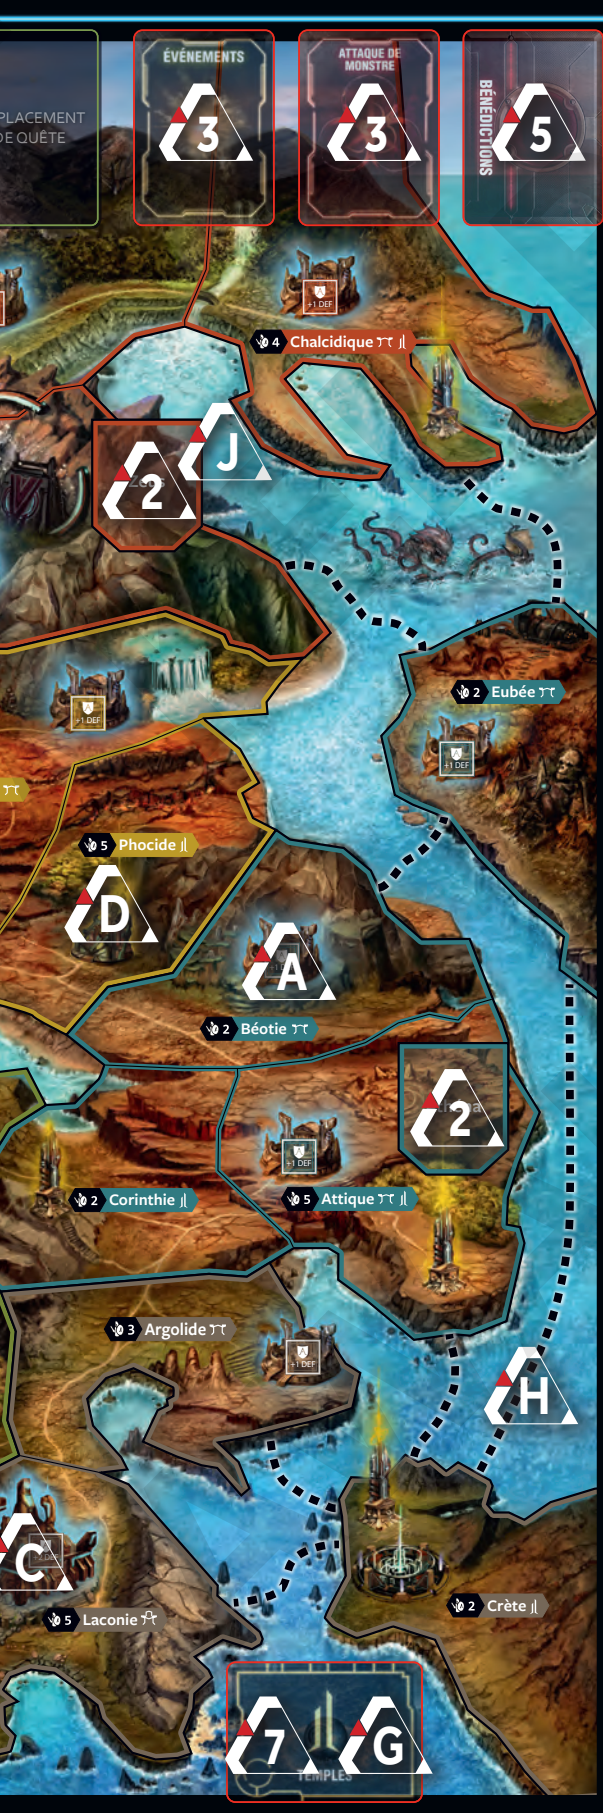 PLACEMENT
DE QUÊTE
ÉVÉNEMENTS
3
ATTAQUE DE
MONSTRE
3
BÉNÉDICTIONS
5
+1 DEF
4 Chalcidique
J
2
2 Eubée
+1 DEF
+1 DEF
5 Phocide
D
A
2 Béotie
2
+1 DEF
2 Corinthie
5 Attique
3 Argolide
+1 DEF
H
C
5 Laconie
2 Crète
7
G
TEMPLES